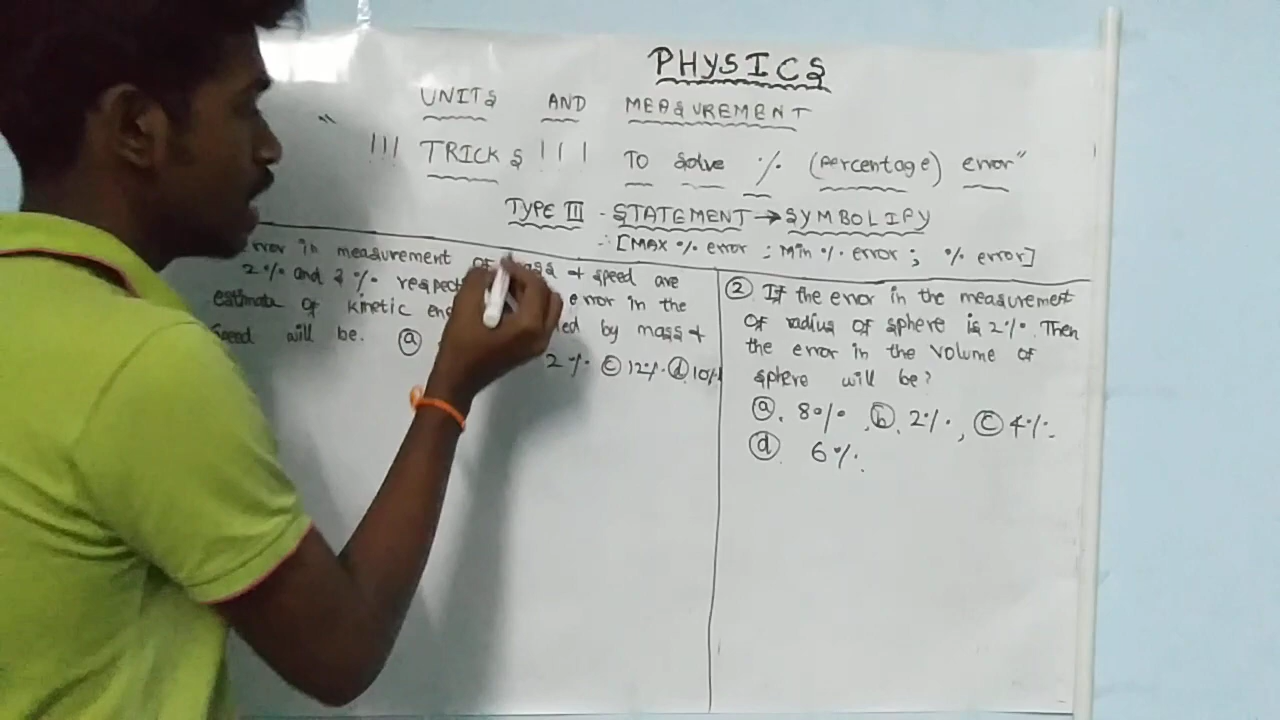 PHYSICS
UNITS AND MEASUREMENT
" !!! TRICKS !!! TO solve % (percentage) error"
TYPE III - STATEMENT → SYMBOLIFY
∴ [MAX % error ; Min % error ; % error]
in measurement of & speed are
2% and 3% error in the
estimate of kinetic by mass &
speed will be. ⓐ
2% ⓒ 12% ⓓ 10%
② If the error in the measurement
of radius of sphere is 2%. Then
the error in the volume of
sphere will be?
ⓐ. 8% , ⓑ. 2% , ⓒ 4%.
ⓓ 6%.